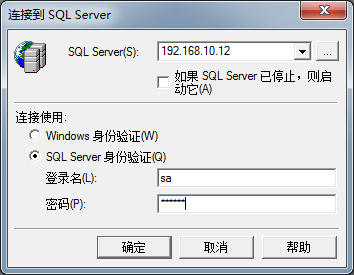 连接到 SQL Server
SQL Server(S):
192.168.10.12
...
如果 SQL Server 已停止，则启
动它(A)
连接使用:
Windows 身份验证(W)
SQL Server 身份验证(Q)
登录名(L):
sa
密码(P):
******
确定
取消
帮助